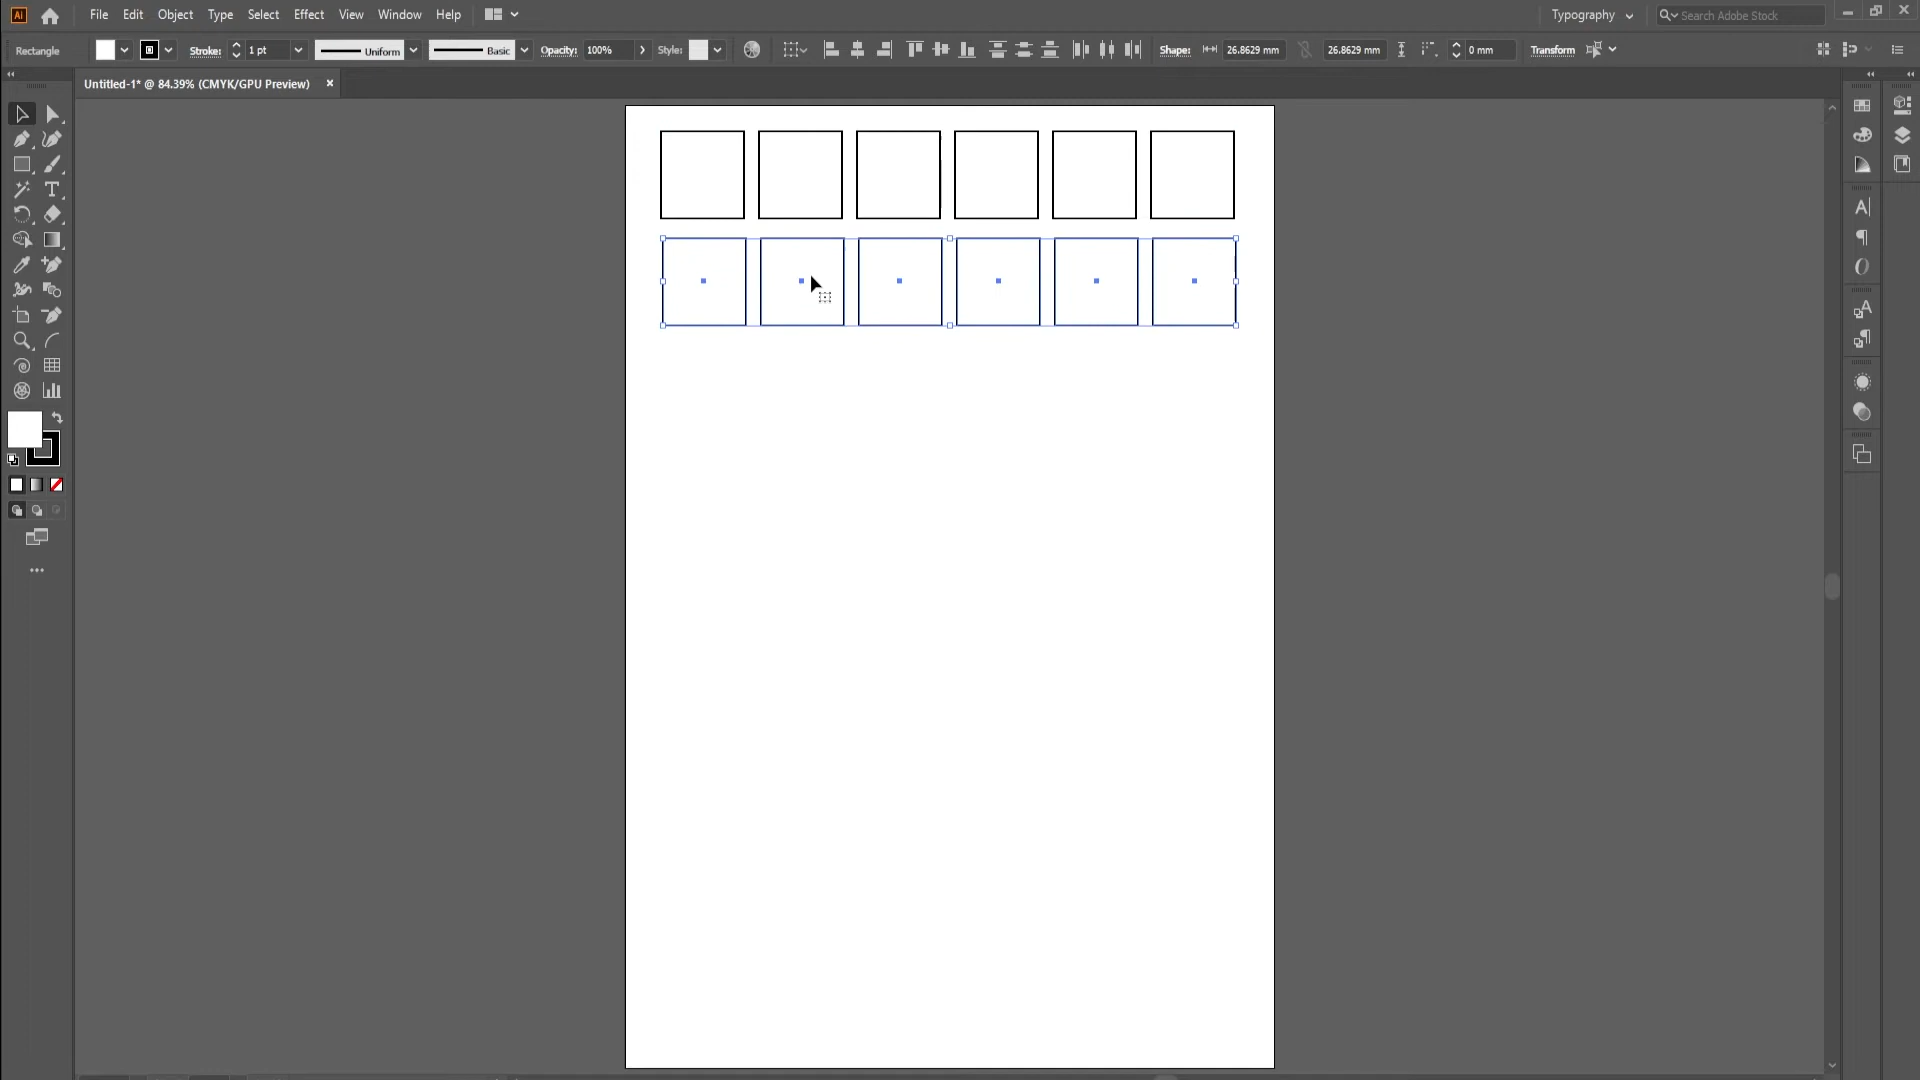 Ai File Edit Object Type Select Effect View Window Help Typography Search Adobe Stock
Rectangle Stroke: 1 pt Uniform Basic Opacity: 100% Style: Shape: 26.8629 mm 26.8629 mm 0 mm Transform
Untitled-1* @ 84.39% (CMYK/GPU Preview) ×